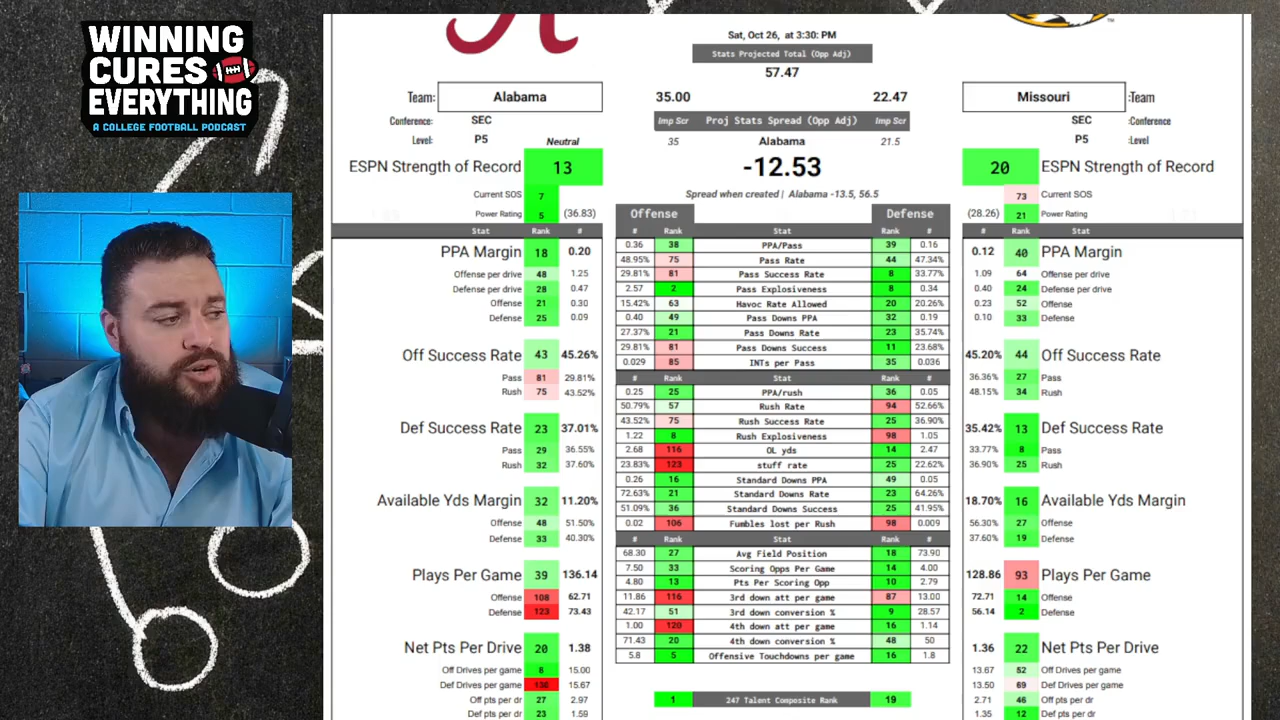 WINNING
CURES
EVERYTHING
A COLLEGE FOOTBALL PODCAST
Sat, Oct 26, at 3:30: PM
Stats Projected Total (Opp Adj)
57.47
Team: Alabama 35.00 22.47 Missouri :Team
Conference: SEC Imp Scr Proj Stats Spread (Opp Adj) Imp Scr SEC :Conference
Level: P5 Neutral 35 Alabama 21.5 P5 :Level
ESPN Strength of Record 13 -12.53 20 ESPN Strength of Record
Current SOS 7 Spread when created | Alabama -13.5, 56.5 73 Current SOS
Power Rating 5 (36.83) Offense Defense (28.26) 21 Power Rating
Stat Rank # # Rank Stat Rank # # Rank Stat
0.36 38 PPA/Pass 39 0.16
PPA Margin 18 0.20 48.95% 75 Pass Rate 44 47.34% 0.12 40 PPA Margin
Offense per drive 48 1.25 29.81% 81 Pass Success Rate 8 33.77% 1.09 64 Offense per drive
Defense per drive 28 0.47 2.57 2 Pass Explosiveness 8 0.34 0.40 24 Defense per drive
Offense 21 0.30 15.42% 63 Havoc Rate Allowed 20 20.26% 0.23 52 Offense
Defense 25 0.09 0.40 49 Pass Downs PPA 32 0.19 0.10 33 Defense
27.37% 21 Pass Downs Rate 23 35.74%
Off Success Rate 43 45.26% 29.81% 81 Pass Downs Success 11 23.68% 45.20% 44 Off Success Rate
0.029 85 INTs per Pass 35 0.036
Pass 81 29.81% # Rank Stat Rank # 36.36% 27 Pass
Rush 75 43.52% 0.25 25 PPA/rush 36 0.05 48.15% 34 Rush
50.79% 57 Rush Rate 94 52.66%
Def Success Rate 23 37.01% 43.52% 75 Rush Success Rate 25 36.90% 35.42% 13 Def Success Rate
1.22 8 Rush Explosiveness 98 1.05
Pass 29 36.55% 2.68 116 OL yds 14 2.47 33.77% 8 Pass
Rush 32 37.60% 23.83% 123 stuff rate 25 22.62% 36.90% 25 Rush
0.26 16 Standard Downs PPA 49 0.05
Available Yds Margin 32 11.20% 72.63% 21 Standard Downs Rate 23 64.26% 18.70% 16 Available Yds Margin
51.09% 36 Standard Downs Success 25 41.95%
Offense 48 51.50% 0.02 106 Fumbles lost per Rush 98 0.009 56.30% 27 Offense
Defense 33 40.30% # Rank Stat Rank # 37.60% 19 Defense
68.30 27 Avg Field Position 18 73.90
7.50 33 Scoring Opps Per Game 14 4.00
Plays Per Game 39 136.14 4.80 13 Pts Per Scoring Opp 10 2.79 128.86 93 Plays Per Game
Offense 108 62.71 11.86 116 3rd down att per game 87 13.00 72.71 14 Offense
Defense 123 73.43 42.17 51 3rd down conversion % 9 28.57 56.14 2 Defense
1.00 120 4th down att per game 16 1.14
Net Pts Per Drive 20 1.38 71.43 20 4th down conversion % 48 50 1.36 22 Net Pts Per Drive
5.8 5 Offensive Touchdowns per game 16 1.8
Off Drives per game 8 15.00 13.67 52 Off Drives per game
Def Drives per game 15.67 13.50 69 Def Drives per game
Off pts per dr 27 2.97 1 247 Talent Composite Rank 19 2.71 46 Off pts per dr
Def pts per dr 23 1.59 1.35 12 Def pts per dr